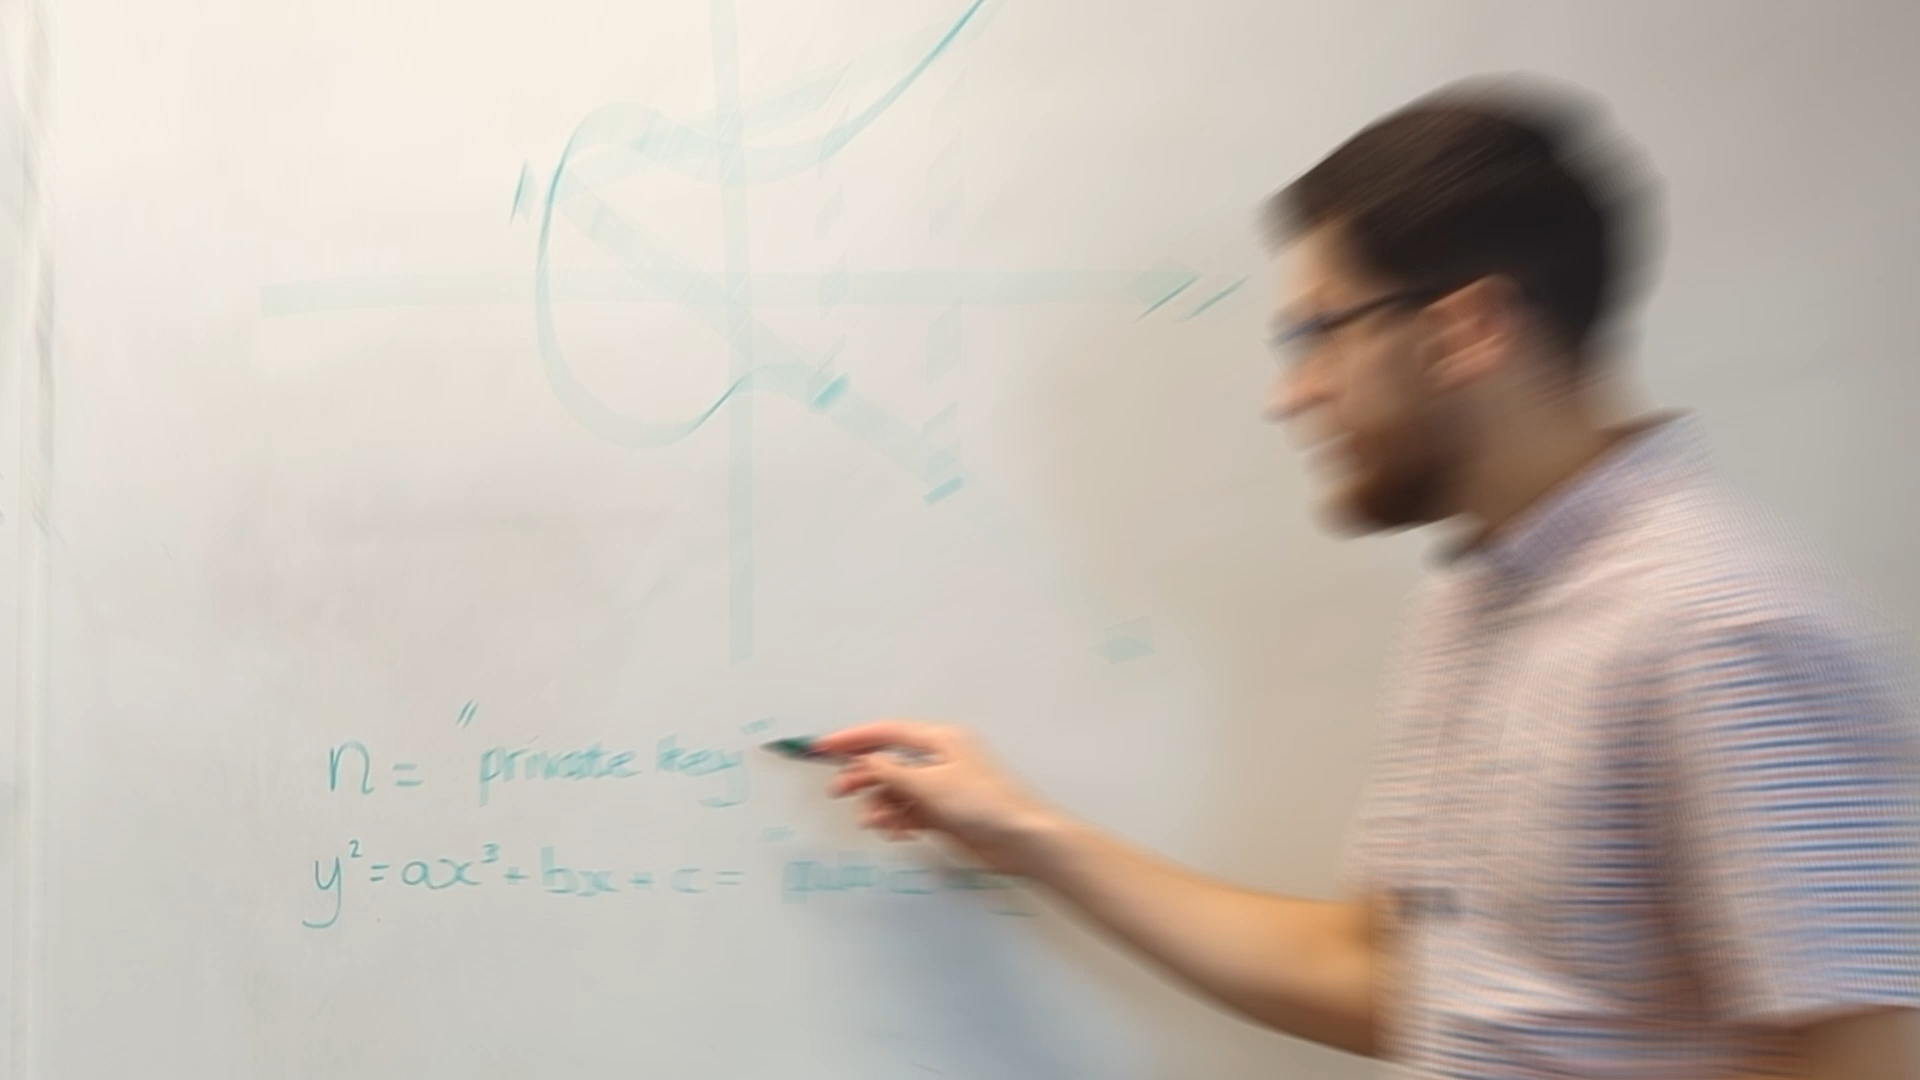 n = "private key"
y² = ax³ + bx + c = "